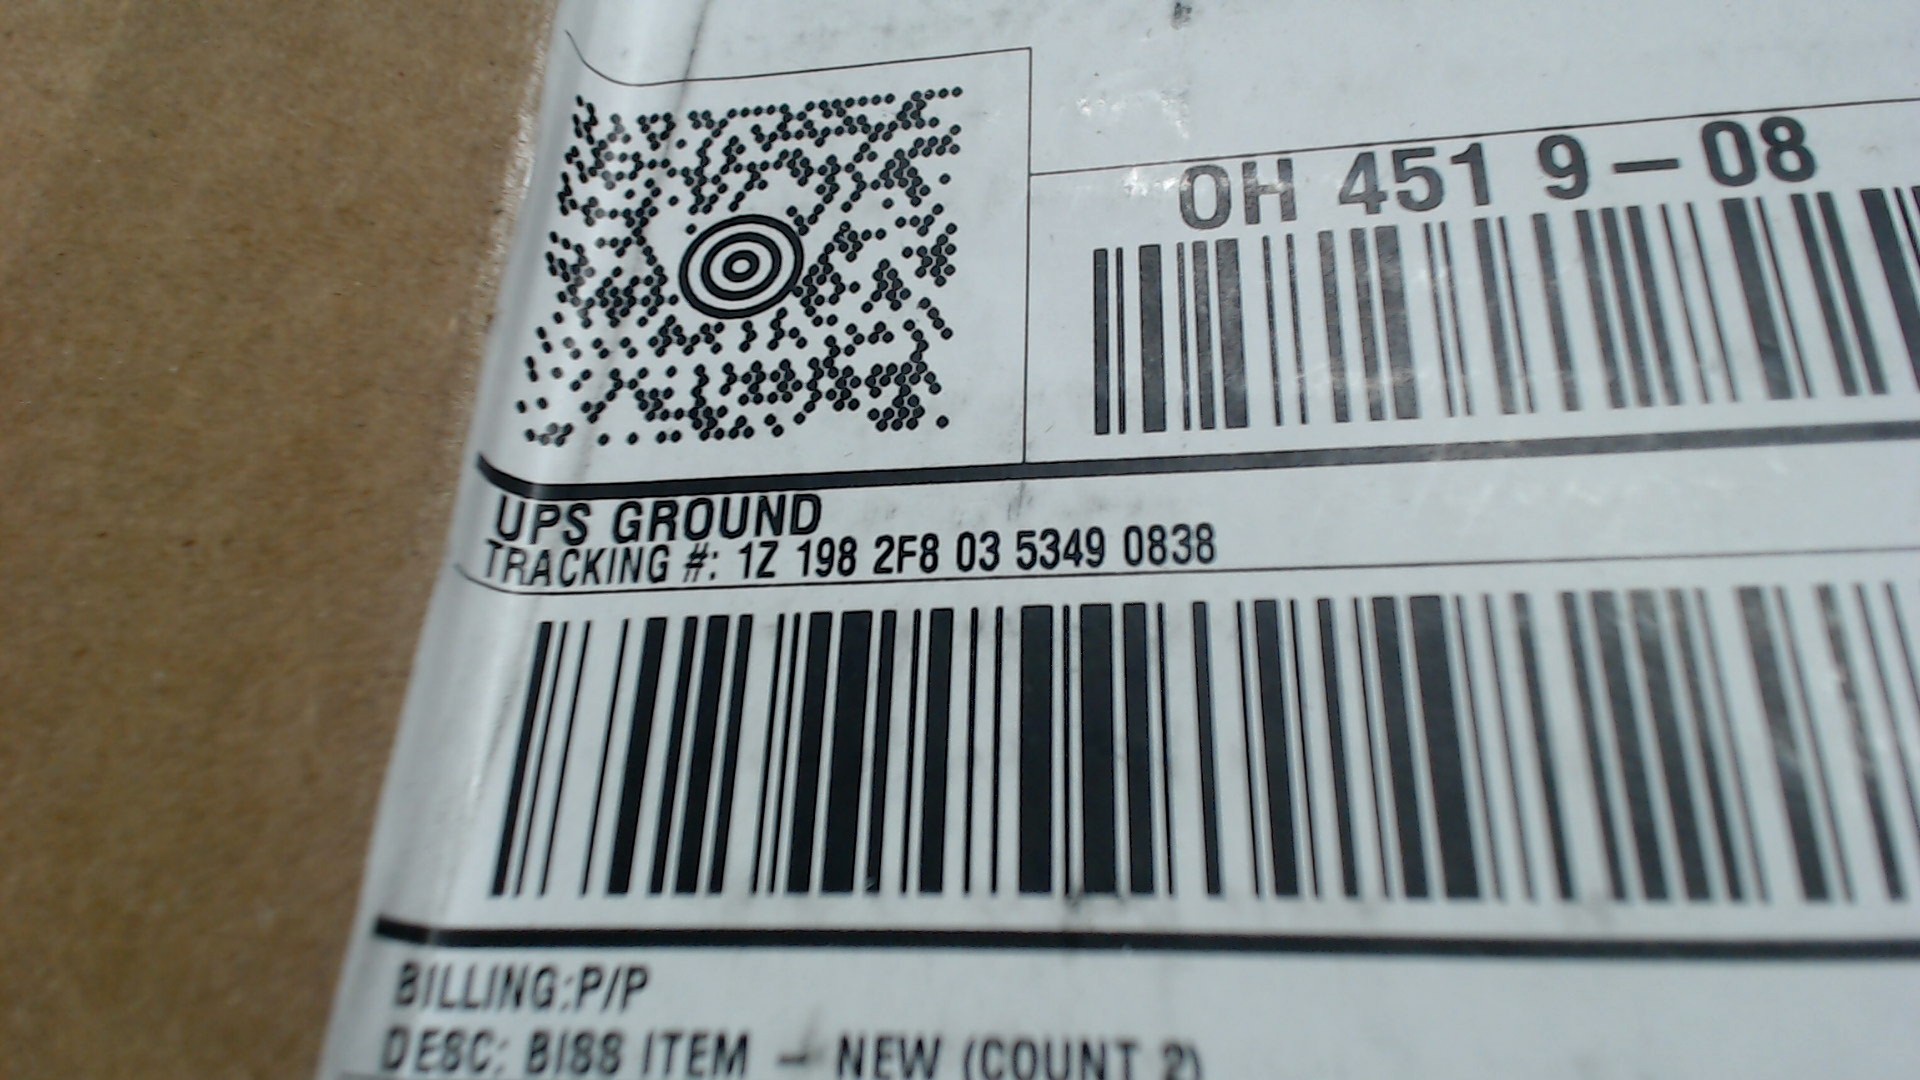 OH 451 9-08
UPS GROUND
TRACKING #: 1Z 198 2F8 03 5349 0838
BILLING:P/P
DESC: BISS ITEM - NEW (COUNT 2)